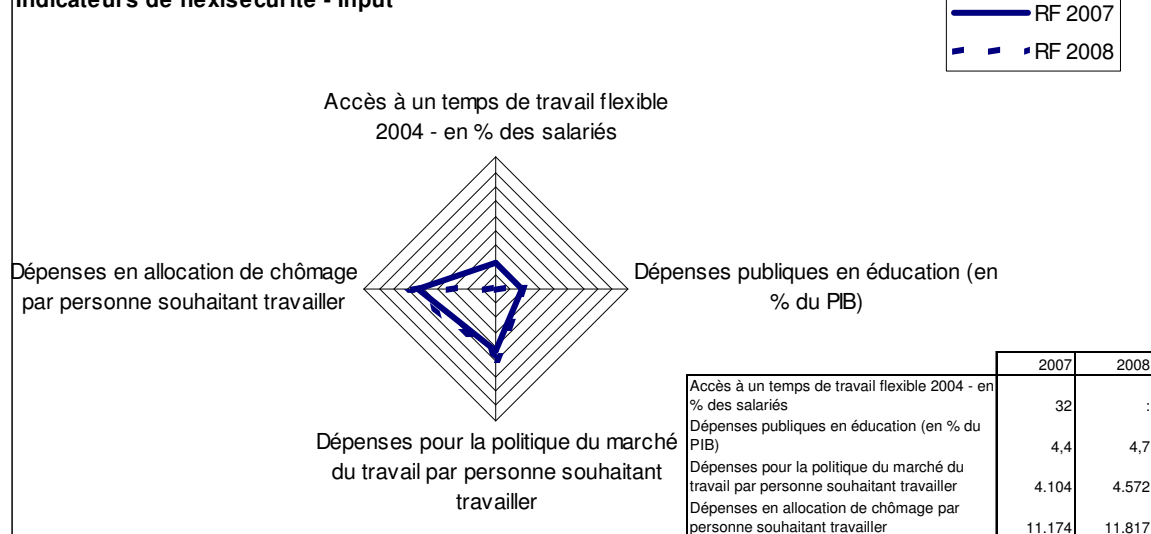 Indicateurs de flexisécurité - Input
RF 2007
RF 2008
Accès à un temps de travail flexible
2004 - en % des salariés
Dépenses en allocation de chômage
par personne souhaitant travailler
Dépenses publiques en éducation (en
% du PIB)
Dépenses pour la politique du marché
du travail par personne souhaitant
travailler
2007 2008
Accès à un temps de travail flexible 2004 - en
% des salariés 32 :
Dépenses publiques en éducation (en % du
PIB) 4,4 4,7
Dépenses pour la politique du marché du
travail par personne souhaitant travailler 4.104 4.572
Dépenses en allocation de chômage par
personne souhaitant travailler 11.174 11.817